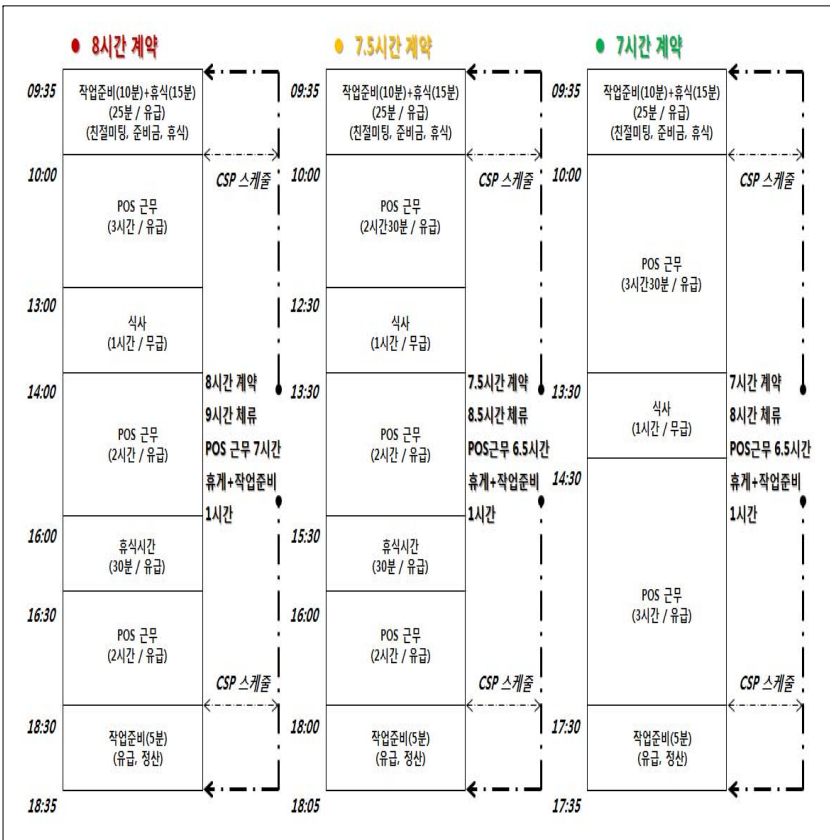 ● 8시간 계약
09:35
작업준비(10분)+휴식(15분)
(25분 / 유급)
(친절미팅, 준비금, 휴식)
10:00
CSP 스케줄
POS 근무
(3시간 / 유급)
13:00
식사
(1시간 / 무급)
14:00
8시간 계약
9시간 체류
POS 근무 7시간
휴게+작업준비
1시간
POS 근무
(2시간 / 유급)
16:00
휴식시간
(30분 / 유급)
16:30
POS 근무
(2시간 / 유급)
CSP 스케줄
18:30
작업준비(5분)
(유급, 정산)
18:35
● 7.5시간 계약
09:35
작업준비(10분)+휴식(15분)
(25분 / 유급)
(친절미팅, 준비금, 휴식)
10:00
CSP 스케줄
POS 근무
(2시간30분 / 유급)
12:30
식사
(1시간 / 무급)
13:30
7.5시간 계약
8.5시간 체류
POS근무 6.5시간
휴게+작업준비
1시간
POS 근무
(2시간 / 유급)
15:30
휴식시간
(30분 / 유급)
16:00
POS 근무
(2시간 / 유급)
CSP 스케줄
18:00
작업준비(5분)
(유급, 정산)
18:05
● 7시간 계약
09:35
작업준비(10분)+휴식(15분)
(25분 / 유급)
(친절미팅, 준비금, 휴식)
10:00
CSP 스케줄
POS 근무
(3시간30분 / 유급)
13:30
식사
(1시간 / 무급)
14:30
7시간 계약
8시간 체류
POS근무 6.5시간
휴게+작업준비
1시간
POS 근무
(3시간 / 유급)
CSP 스케줄
17:30
작업준비(5분)
(유급, 정산)
17:35